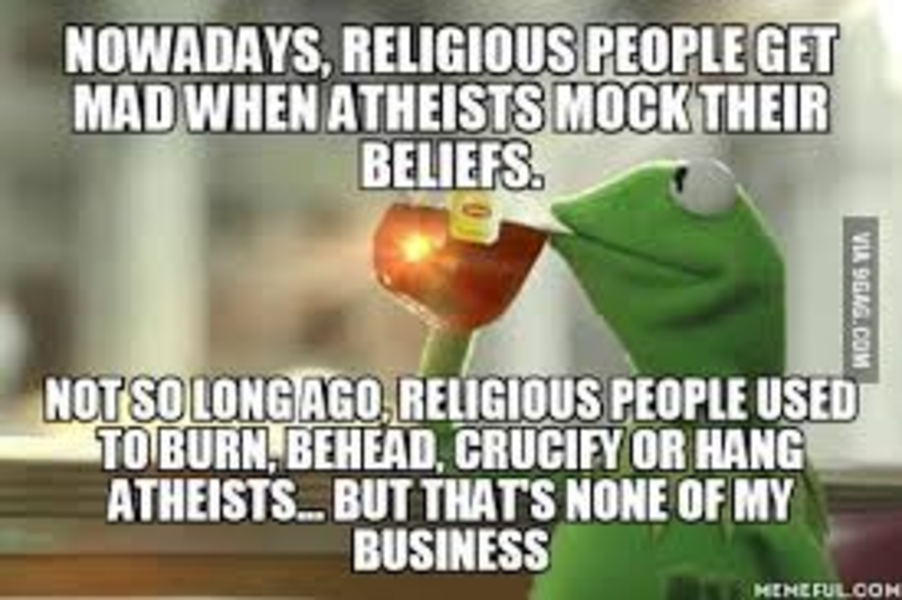 NOWADAYS, RELIGIOUS PEOPLE GET
MAD WHEN ATHEISTS MOCK THEIR
BELIEFS.
VIA 9GAG.COM
NOT SO LONG AGO, RELIGIOUS PEOPLE USED
TO BURN, BEHEAD, CRUCIFY OR HANG
ATHEISTS... BUT THAT'S NONE OF MY
BUSINESS
MEMEFUL.COM